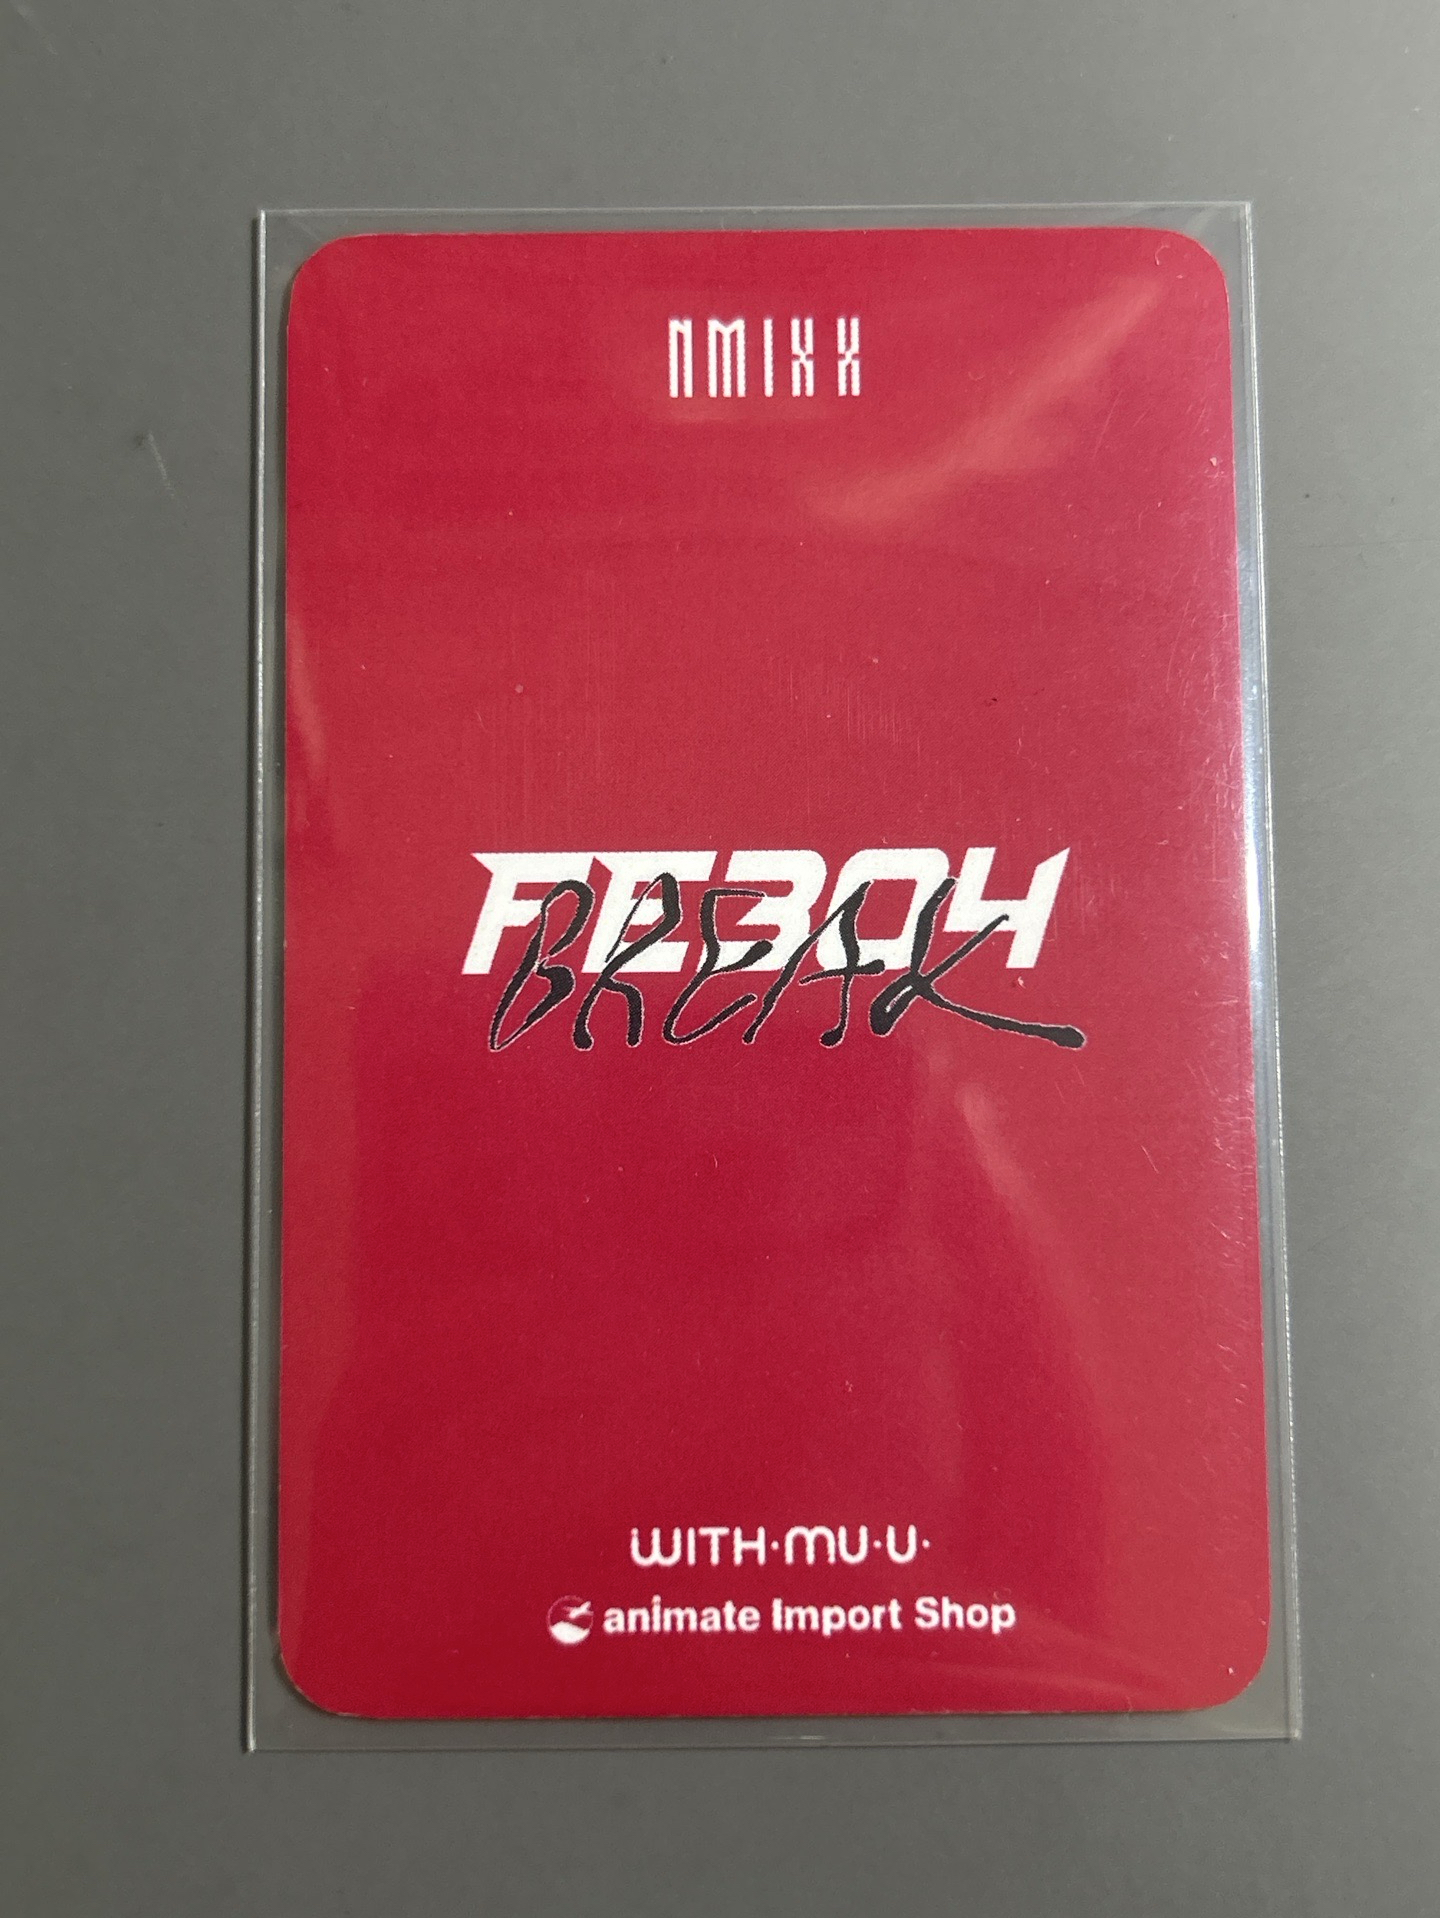 NMIXX
FE3O4
BREAK
WITH·MU·U·
animate Import Shop